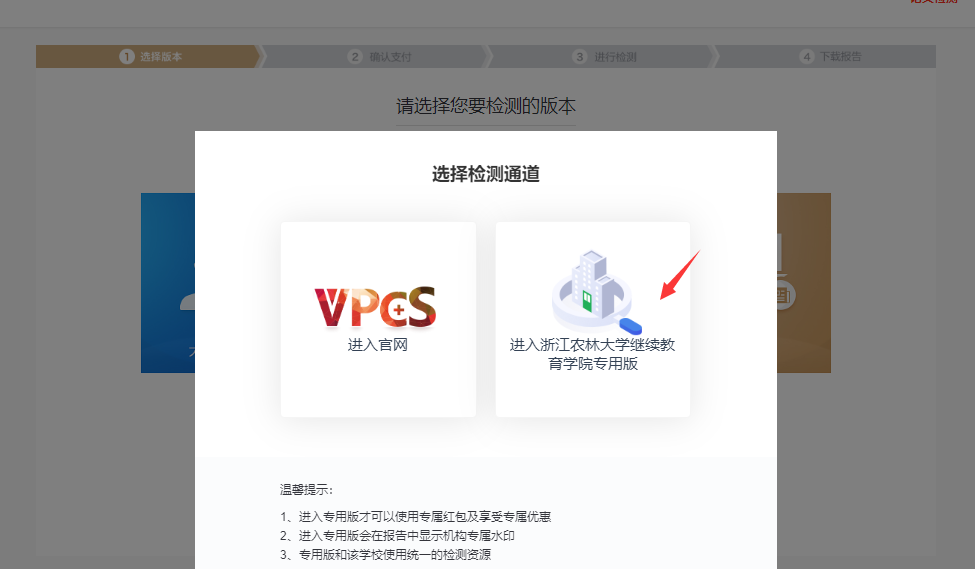 论文检测
1 选择版本
2 确认支付
3 进行检测
4 下载报告
请选择您要检测的版本
选择检测通道
VPCS
进入官网
进入浙江农林大学继续教
育学院专用版
温馨提示：
1、进入专用版才可以使用专属红包及享受专属优惠
2、进入专用版会在报告中显示机构专属水印
3、专用版和该学校使用统一的检测资源